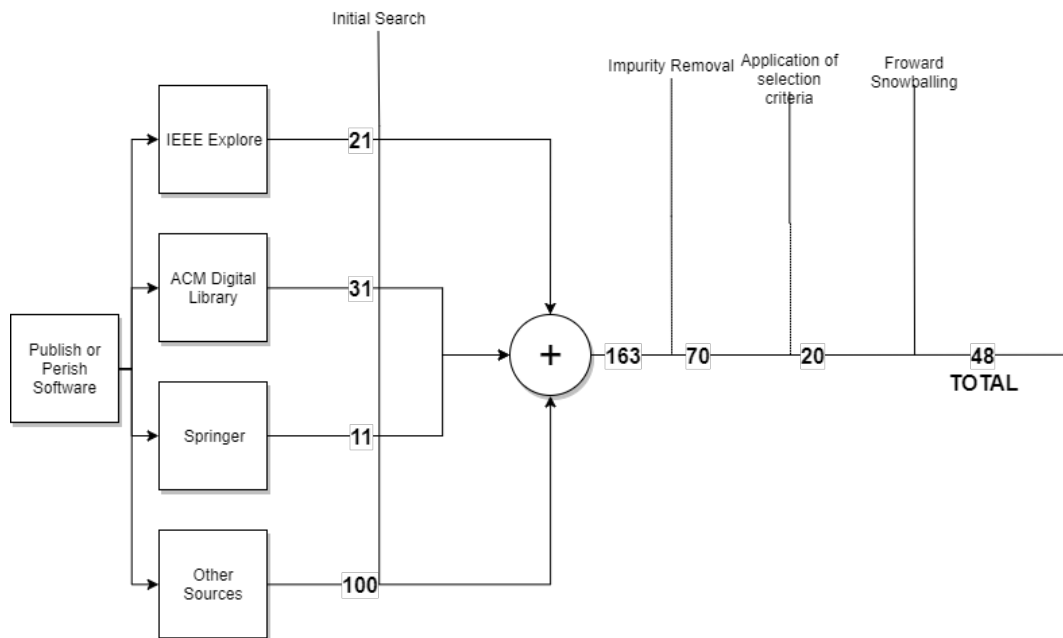 Initial Search
Impurity Removal
Application of
selection
criteria
Froward
Snowballing
IEEE Explore
21
ACM Digital
Library
31
Publish or
Perish
Software
+
163
70
20
48
TOTAL
Springer
11
Other
Sources
100